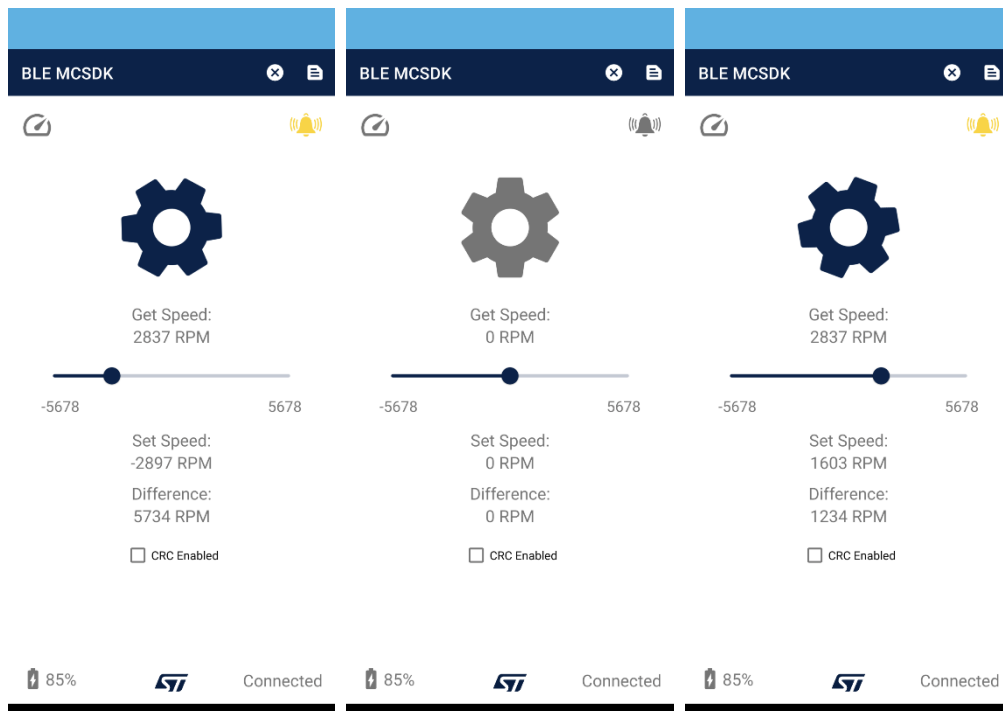 BLE MCSDK
Get Speed:
2837 RPM
-5678 5678
Set Speed:
-2897 RPM
Difference:
5734 RPM
CRC Enabled
85% ST Connected
BLE MCSDK
Get Speed:
0 RPM
-5678 5678
Set Speed:
0 RPM
Difference:
0 RPM
CRC Enabled
85% ST Connected
BLE MCSDK
Get Speed:
2837 RPM
-5678 5678
Set Speed:
1603 RPM
Difference:
1234 RPM
CRC Enabled
85% ST Connected